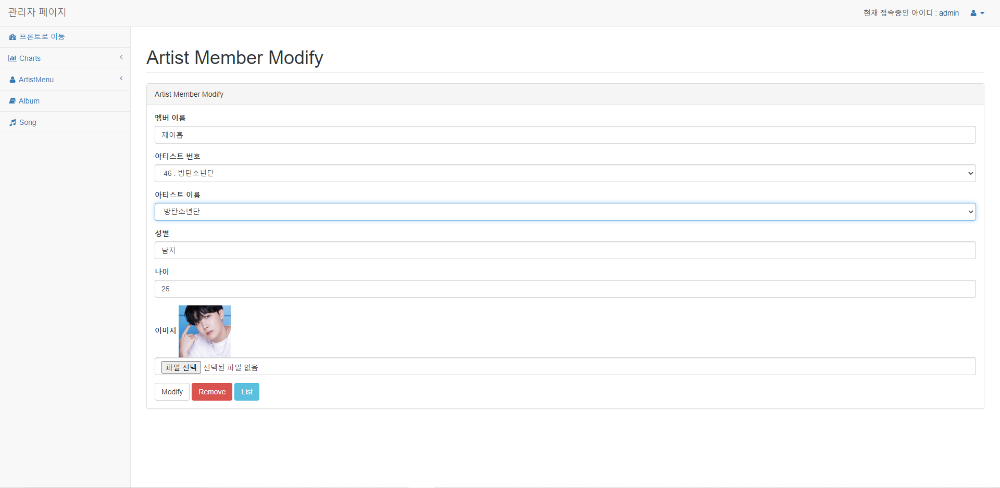 관리자 페이지
현재 접속중인 아이디 : admin
프론트로 이동
Charts
ArtistMenu
Album
Song
Artist Member Modify
Artist Member Modify
멤버 이름
제이홉
아티스트 번호
46 : 방탄소년단
아티스트 이름
방탄소년단
성별
남자
나이
26
이미지
파일 선택 선택된 파일 없음
Modify Remove List